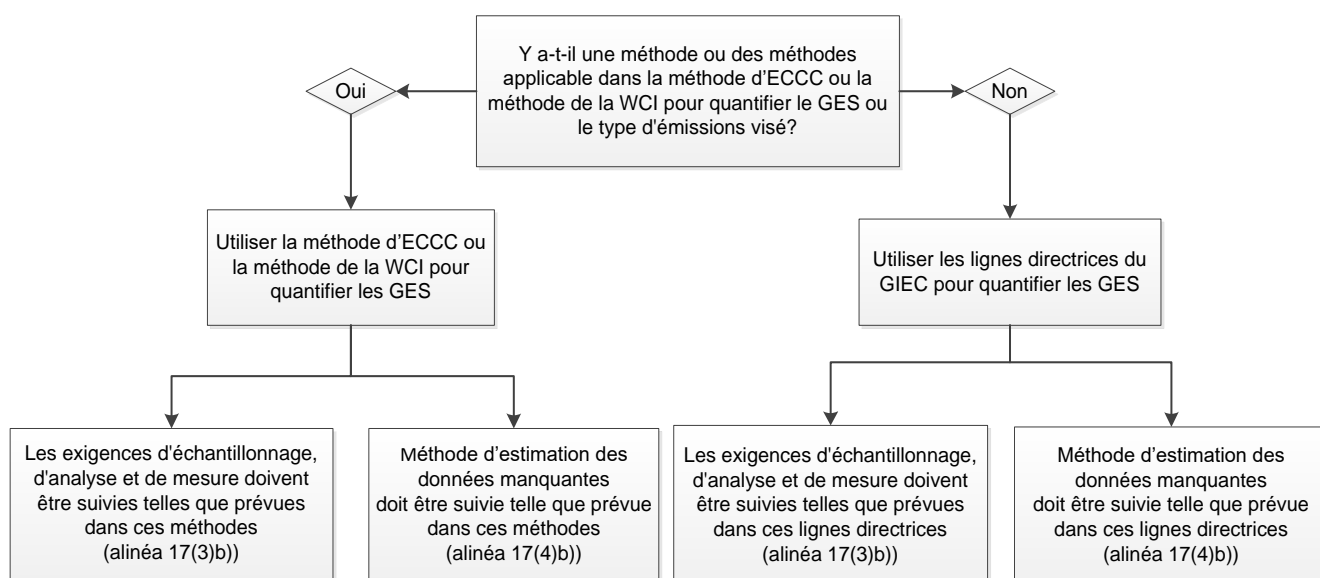 Y a-t-il une méthode ou des méthodes
applicable dans la méthode d'ECCC ou la
méthode de la WCI pour quantifier le GES ou
le type d'émissions visé?
Oui
Non
Utiliser la méthode d'ECCC ou
la méthode de la WCI pour
quantifier les GES
Utiliser les lignes directrices du
GIEC pour quantifier les GES
Les exigences d'échantillonnage,
d'analyse et de mesure doivent
être suivies telles que prévues
dans ces méthodes
(alinéa 17(3)b))
Méthode d'estimation des
données manquantes
doit être suivie telle que prévue
dans ces méthodes
(alinéa 17(4)b))
Les exigences d'échantillonnage,
d'analyse et de mesure doivent
être suivies telles que prévues
dans ces lignes directrices
(alinéa 17(3)b))
Méthode d'estimation des
données manquantes
doit être suivie telle que prévue
dans ces lignes directrices
(alinéa 17(4)b))